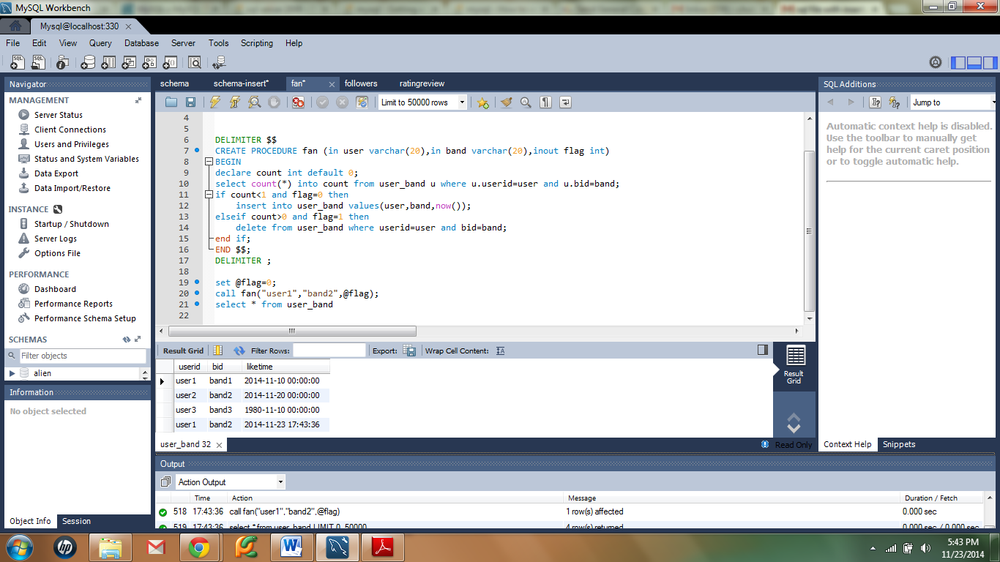 MySQL Workbench
Mysql@localhost:330
File Edit View Query Database Server Tools Scripting Help
Navigator
MANAGEMENT
Server Status
Client Connections
Users and Privileges
Status and System Variables
Data Export
Data Import/Restore
INSTANCE
Startup / Shutdown
Server Logs
Options File
PERFORMANCE
Dashboard
Performance Reports
Performance Schema Setup
SCHEMAS
Filter objects
alien
Information
No object selected
Object Info Session
schema schema-insert* fan* followers ratingreview
Limit to 50000 rows
4
5
6 DELIMITER $$
7 CREATE PROCEDURE fan (in user varchar(20),in band varchar(20),inout flag int)
8 BEGIN
9 declare count int default 0;
10 select count(*) into count from user_band u where u.userid=user and u.bid=band;
11 if count<1 and flag=0 then
12 insert into user_band values(user,band,now());
13 elseif count>0 and flag=1 then
14 delete from user_band where userid=user and bid=band;
15 end if;
16 END $$;
17 DELIMITER ;
18
19 set @flag=0;
20 call fan("user1","band2",@flag);
21 select * from user_band
22
Result Grid Filter Rows: Export: Wrap Cell Content:
userid bid liketime
user1 band1 2014-11-10 00:00:00
user2 band2 2014-11-20 00:00:00
user3 band3 1980-11-10 00:00:00
user1 band2 2014-11-23 17:43:36
Result
Grid
user_band 32
Read Only
Output
Action Output
Time Action Message Duration / Fetch
518 17:43:36 call fan("user1","band2",@flag) 1 row(s) affected 0.000 sec
519 17:43:36 select * from user_band LIMIT 0, 50000 4 row(s) returned 0.000 sec / 0.000 sec
SQL Additions
Jump to
Automatic context help is disabled.
Use the toolbar to manually get
help for the current caret position
or to toggle automatic help.
Context Help Snippets
5:43 PM
11/23/2014